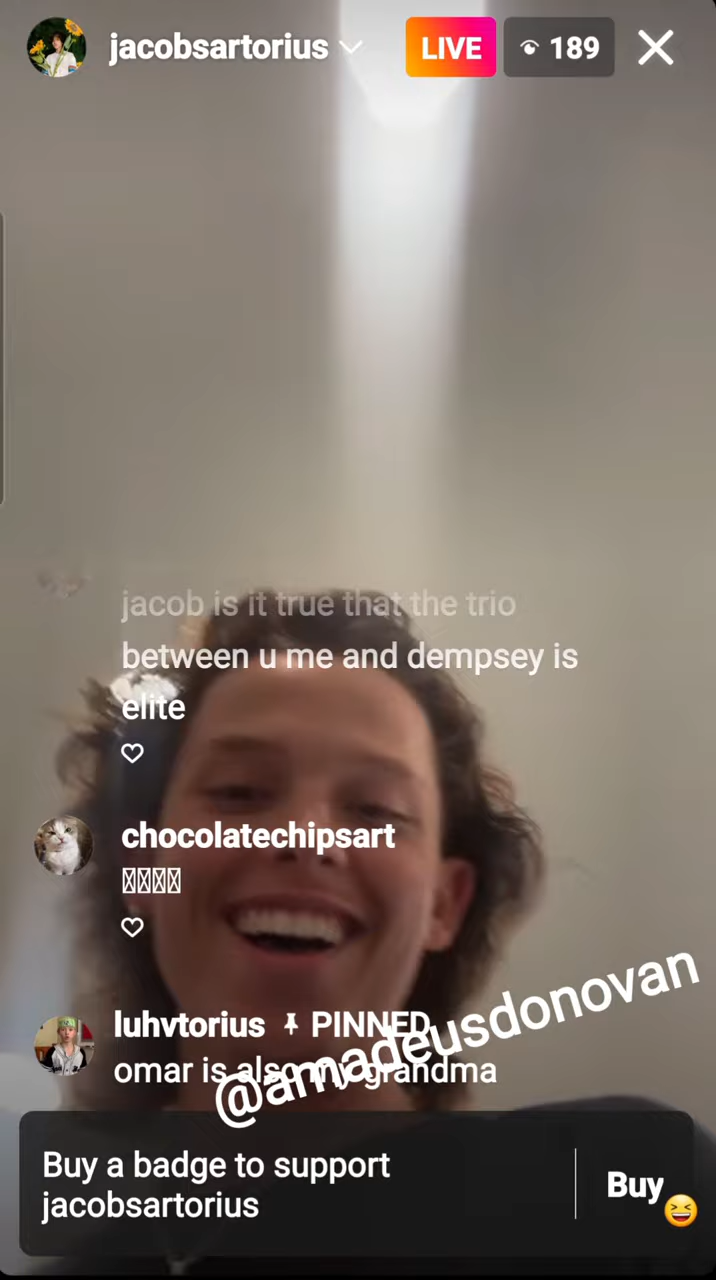 jacobsartorius
LIVE
189
jacob is it true that the trio
between u me and dempsey is
elite
chocolatechipsart
luhvtorius PINNED
omar is also my grandma
@amadeusdonovan
Buy a badge to support
jacobsartorius
Buy